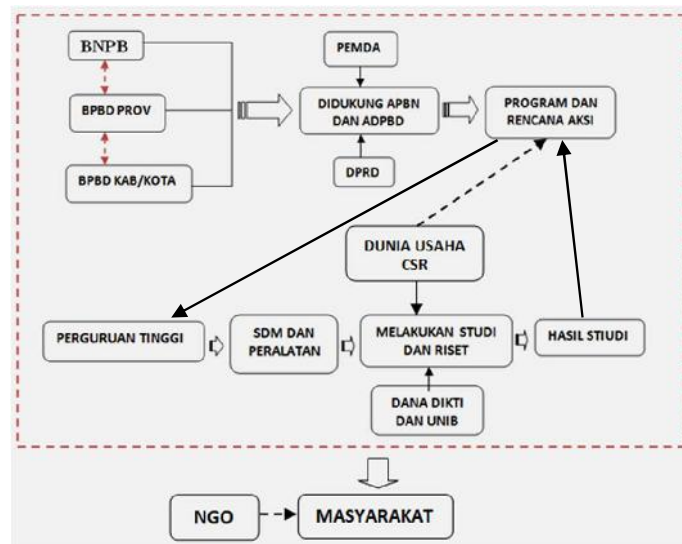 BNPB
BPBD PROV
BPBD KAB/KOTA
PEMDA
DIDUKUNG APBN
DAN ADPBD
DPRD
PROGRAM DAN
RENCANA AKSI
DUNIA USAHA
CSR
PERGURUAN TINGGI
SDM DAN
PERALATAN
MELAKUKAN STUDI
DAN RISET
HASIL STIUDI
DANA DIKTI
DAN UNIB
NGO
MASYARAKAT